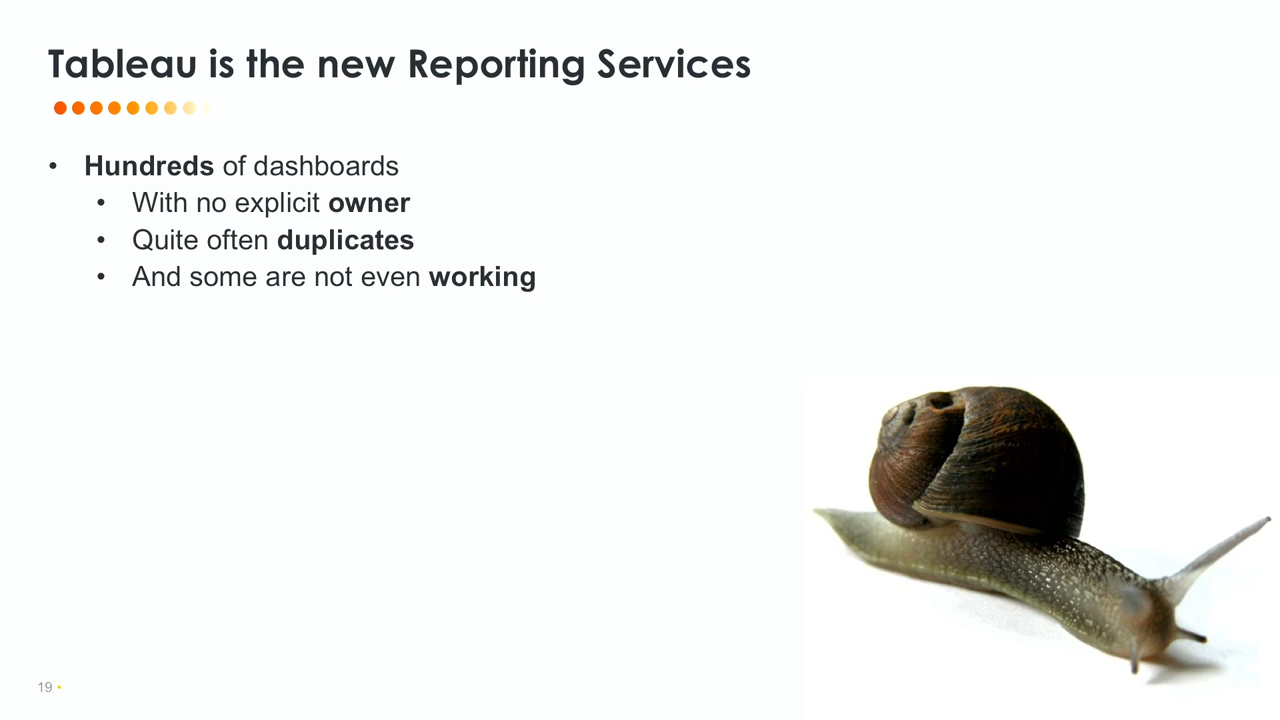 Tableau is the new Reporting Services
• Hundreds of dashboards
• With no explicit owner
• Quite often duplicates
• And some are not even working
19 •